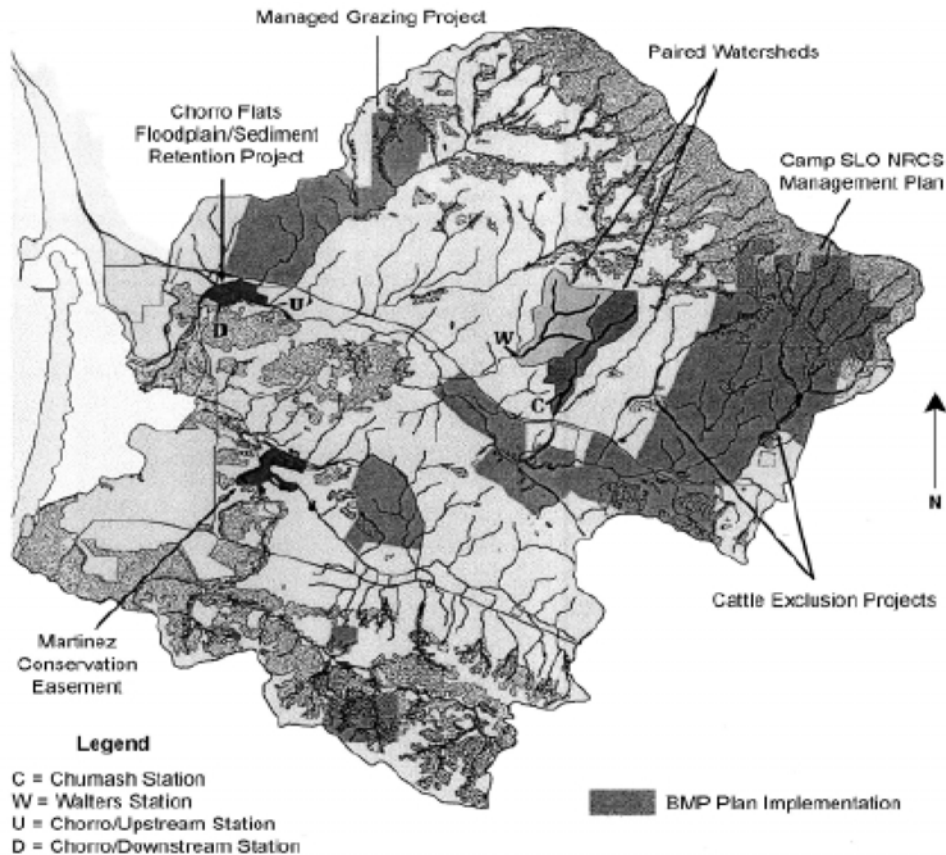 Managed Grazing Project
Paired Watersheds
Chorro Flats
Floodplain/Sediment
Retention Project
Camp SLO NRCS
Management Plan
U
D
W
C
N
Cattle Exclusion Projects
Martinez
Conservation
Easement
Legend
C = Chumash Station
W = Walters Station
U = Chorro/Upstream Station
D = Chorro/Downstream Station
BMP Plan Implementation